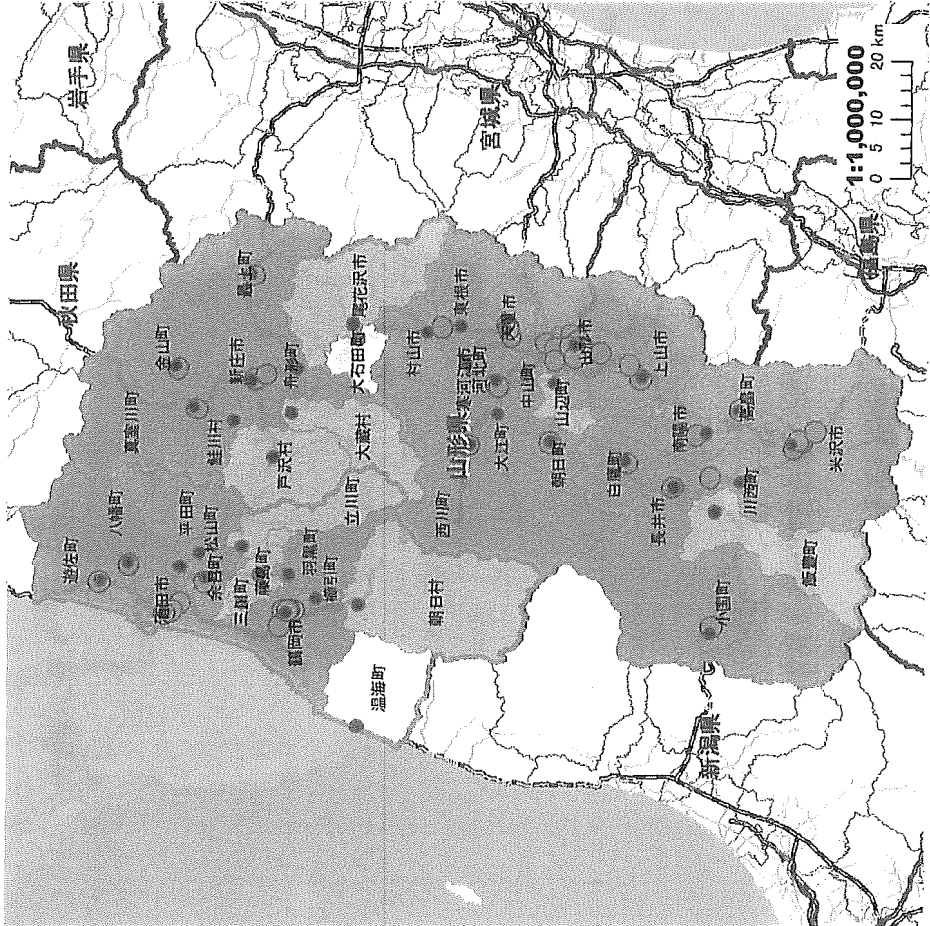 岩手県
秋田県
宮城県
福島県
新潟県
山形県
遊佐町
八幡町
酒田市
平田町
松山町
余目町
三川町
藤島町
羽黒町
櫛引町
鶴岡市
温海町
朝日村
立川町
真室川町
金山町
鮭川村
新庄市
最上町
舟形町
戸沢村
大蔵村
大石田町
尾花沢市
村山市
東根市
河北町
寒河江市
天童市
西川町
大江町
中山町
山辺町
朝日町
山形市
上山市
白鷹町
南陽市
高畠町
長井市
川西町
米沢市
飯豊町
小国町
1:1,000,000
0 5 10 20 km